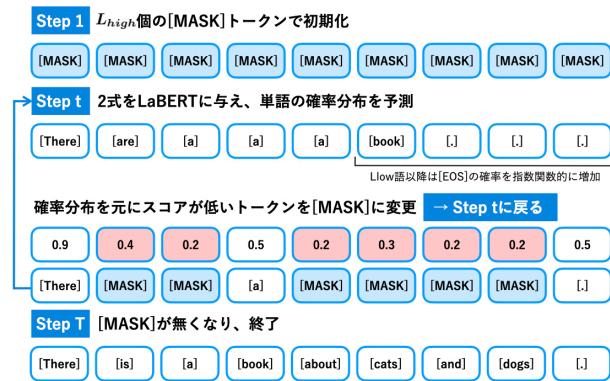 Step 1 L_high個の[MASK]トークンで初期化
[MASK] [MASK] [MASK] [MASK] [MASK] [MASK] [MASK] [MASK] [MASK]
Step t 2式をLaBERTに与え、単語の確率分布を予測
[There] [are] [a] [a] [a] [book] [.] [.] [.]
Llow語以降は[EOS]の確率を指数関数的に増加
確率分布を元にスコアが低いトークンを[MASK]に変更 → Step tに戻る
0.9 0.4 0.2 0.5 0.2 0.3 0.2 0.2 0.5
[There] [MASK] [MASK] [a] [MASK] [MASK] [MASK] [MASK] [.]
Step T [MASK]が無くなり、終了
[There] [is] [a] [book] [about] [cats] [and] [dogs] [.]